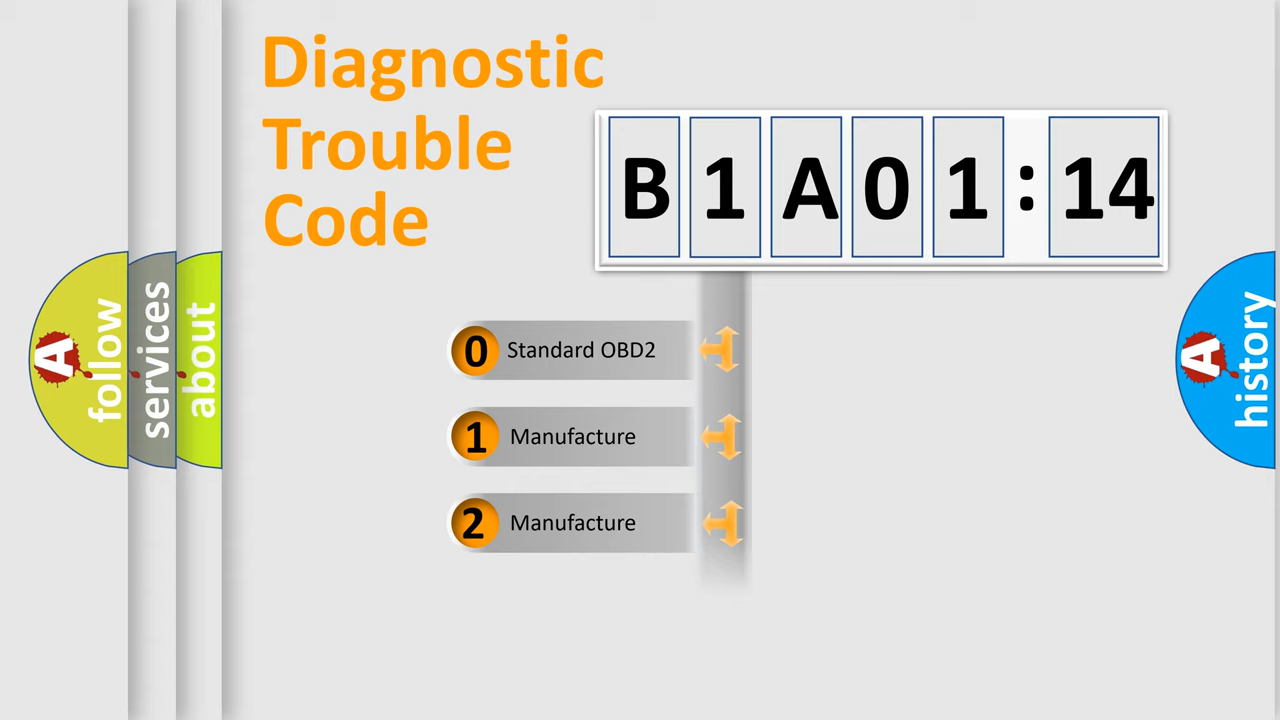 Diagnostic
Trouble
Code
B1A01:14
0 Standard OBD2
1 Manufacture
2 Manufacture
A follow
services
about
A history